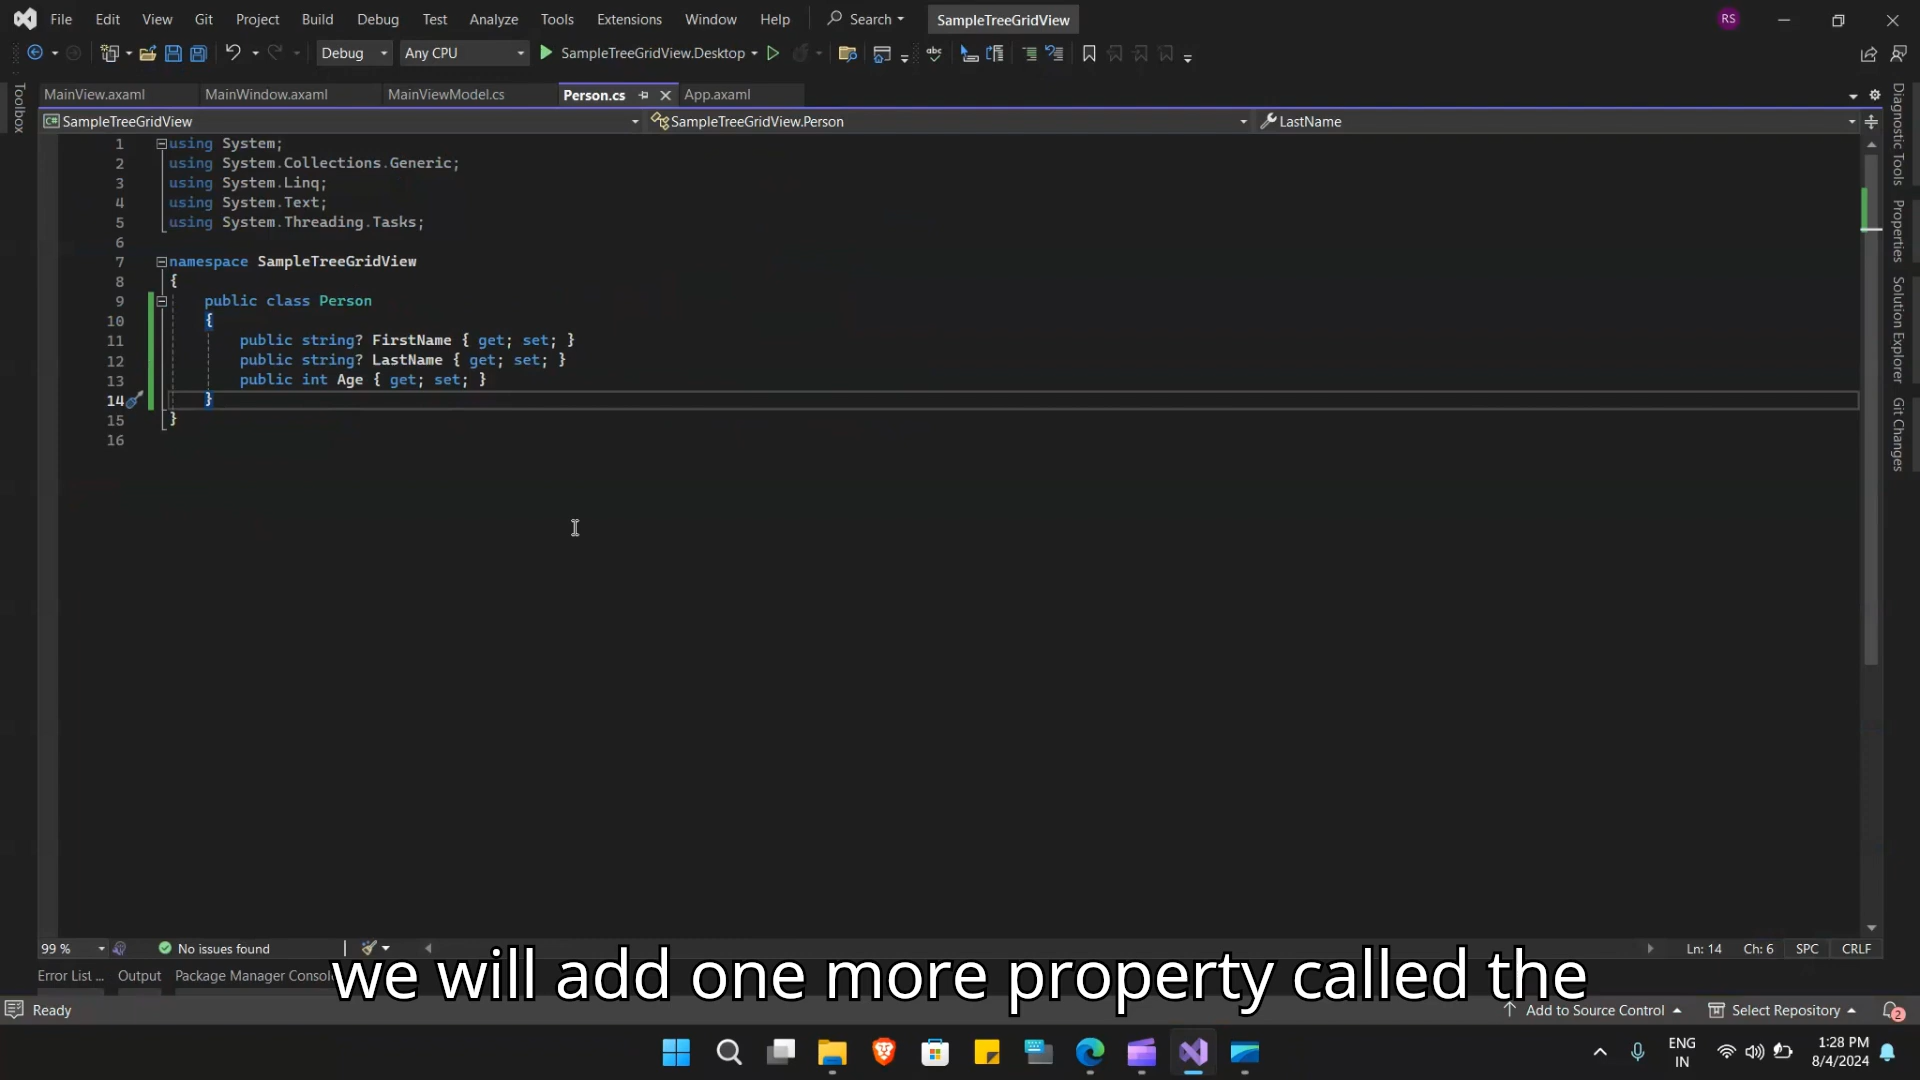 File Edit View Git Project Build Debug Test Analyze Tools Extensions Window Help Search SampleTreeGridView RS
Debug Any CPU SampleTreeGridView.Desktop
MainView.axaml MainWindow.axaml MainViewModel.cs Person.cs App.axaml
SampleTreeGridView SampleTreeGridView.Person LastName
1 using System;
2 using System.Collections.Generic;
3 using System.Linq;
4 using System.Text;
5 using System.Threading.Tasks;
6
7 namespace SampleTreeGridView
8 {
9 public class Person
10 {
11 public string? FirstName { get; set; }
12 public string? LastName { get; set; }
13 public int Age { get; set; }
14 }
15 }
16
Toolbox
Diagnostic Tools
Properties
Solution Explorer
Git Changes
99 % No issues found Ln: 14 Ch: 6 SPC CRLF
Error List ... Output Package Manager Conso
we will add one more property called the
Ready Add to Source Control Select Repository 2
ENG IN 1:28 PM 8/4/2024